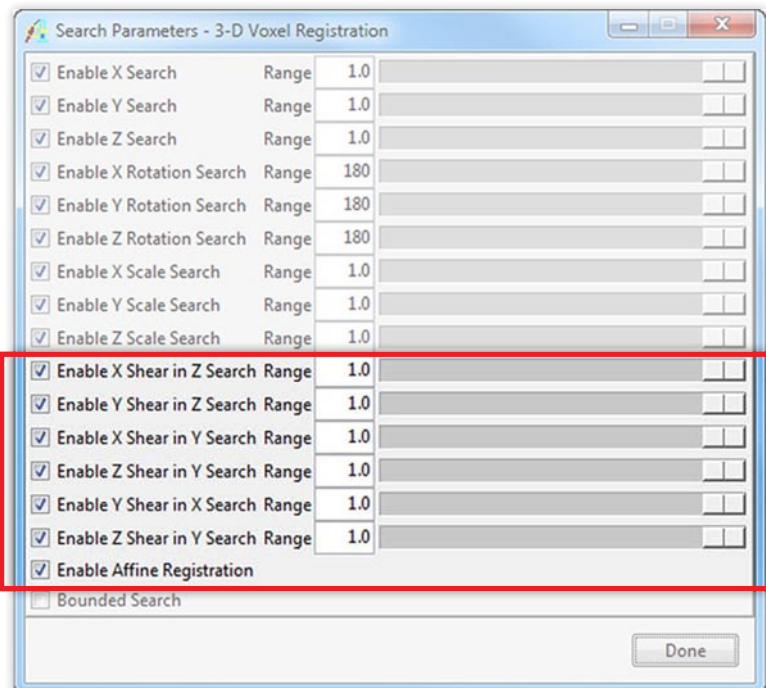 Search Parameters - 3-D Voxel Registration
Enable X Search Range 1.0
Enable Y Search Range 1.0
Enable Z Search Range 1.0
Enable X Rotation Search Range 180
Enable Y Rotation Search Range 180
Enable Z Rotation Search Range 180
Enable X Scale Search Range 1.0
Enable Y Scale Search Range 1.0
Enable Z Scale Search Range 1.0
Enable X Shear in Z Search Range 1.0
Enable Y Shear in Z Search Range 1.0
Enable X Shear in Y Search Range 1.0
Enable Z Shear in Y Search Range 1.0
Enable Y Shear in X Search Range 1.0
Enable Z Shear in Y Search Range 1.0
Enable Affine Registration
Bounded Search
Done